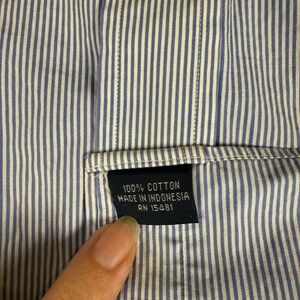 100% COTTON
MADE IN INDONESIA
RN 15481